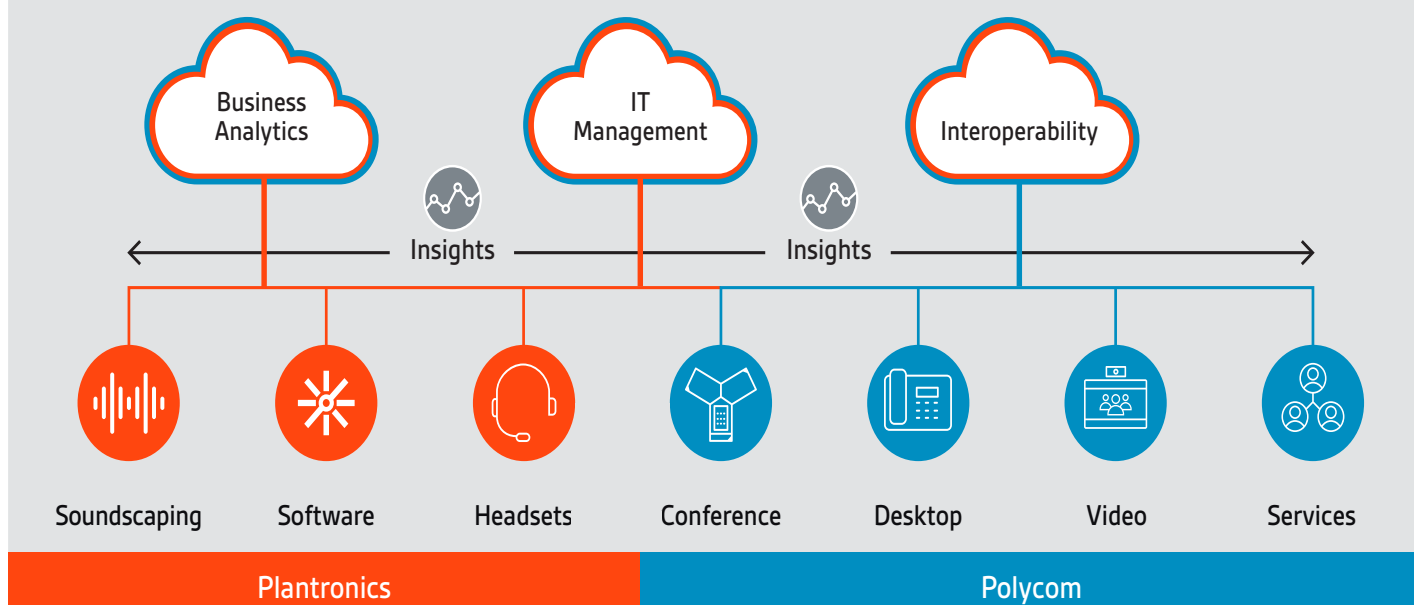 Business
Analytics
IT
Management
Interoperability
Insights
Insights
Soundscaping
Software
Headsets
Conference
Desktop
Video
Services
Plantronics
Polycom